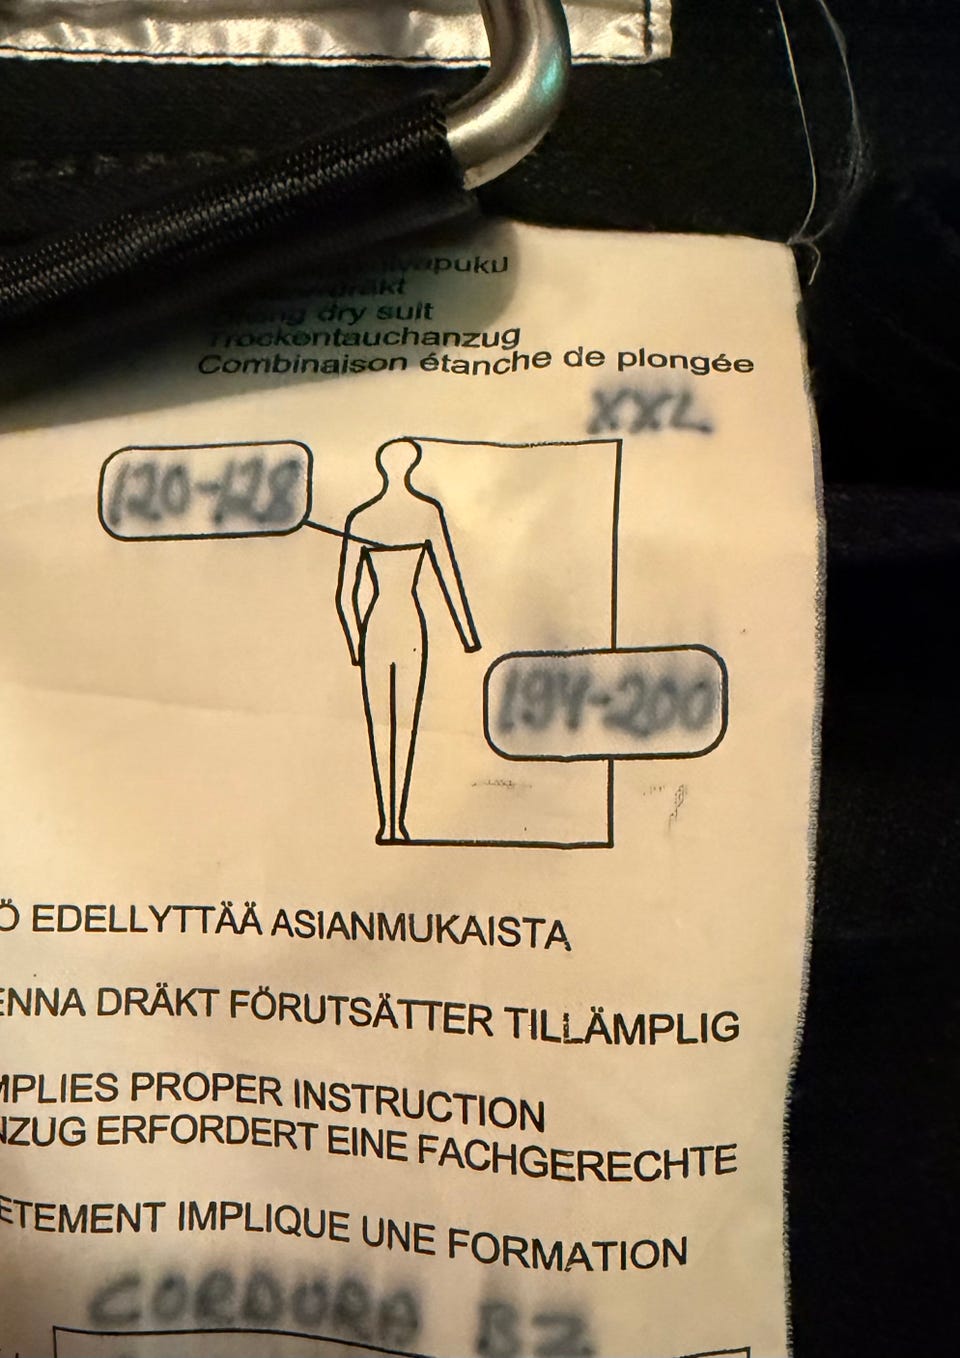 dry suit
Trockentauchanzug
Combinaison étanche de plongée
XXL
120-128
194-200
EDELLYTTÄÄ ASIANMUKAISTA
DRÄKT FÖRUTSÄTTER TILLÄMPLIG
PROPER INSTRUCTION
ERFORDERT EINE FACHGERECHTE
IMPLIQUE UNE FORMATION
CORDURA BZ